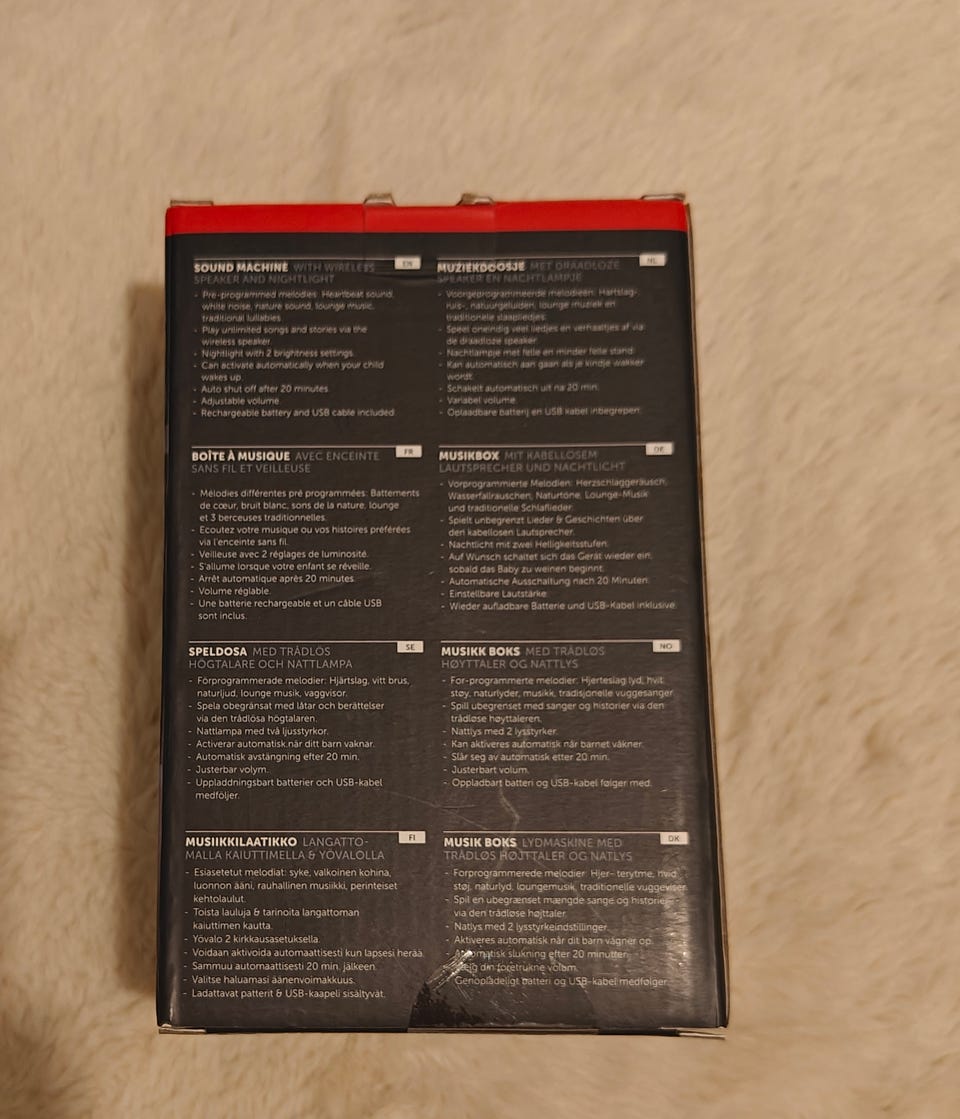 SOUND MACHINE WITH WIRELESS EN
SPEAKER AND NIGHTLIGHT
- Pre-programmed melodies: Heartbeat sound,
white noise, nature sound, lounge music,
traditional lullabies.
- Play unlimited songs and stories via the
wireless speaker.
- Nightlight with 2 brightness settings.
- Can activate automatically when your child
wakes up.
- Auto shut off after 20 minutes.
- Adjustable volume.
- Rechargeable battery and USB cable included.
MUZIEKDOOSJE MET DRAADLOZE NL
SPEAKER EN NACHTLAMPJE
- Voorgeprogrammeerde melodieën: Hartslag-,
ruis-, natuurgeluiden, lounge muziek en
traditionele slaapliedjes.
- Speel oneindig veel liedjes en verhaaltjes af via
de draadloze speaker.
- Nachtlampje met felle en minder felle stand.
- Kan automatisch aan gaan als je kindje wakker
wordt.
- Schakelt automatisch uit na 20 min.
- Variabel volume.
- Oplaadbare batterij en USB kabel inbegrepen.
BOÎTE À MUSIQUE AVEC ENCEINTE FR
SANS FIL ET VEILLEUSE
- Mélodies différentes pré programmées: Battements
de cœur, bruit blanc, sons de la nature, lounge
et 3 berceuses traditionnelles.
- Ecoutez votre musique ou vos histoires préférées
via l'enceinte sans fil.
- Veilleuse avec 2 réglages de luminosité.
- S'allume lorsque votre enfant se réveille.
- Arrêt automatique après 20 minutes.
- Volume réglable.
- Une batterie rechargeable et un câble USB
sont inclus.
MUSIKBOX MIT KABELLOSEM DE
LAUTSPRECHER UND NACHTLICHT
- Vorprogrammierte Melodien: Herzschlaggeräusch,
Wasserfallrauschen, Naturtöne, Lounge-Musik
und traditionelle Schlaflieder.
- Spielt unbegrenzt Lieder & Geschichten über
den kabellosen Lautsprecher.
- Nachtlicht mit zwei Helligkeitsstufen.
- Auf Wunsch schaltet sich das Gerät wieder ein,
sobald das Baby zu weinen beginnt.
- Automatische Ausschaltung nach 20 Minuten.
- Einstellbare Lautstärke.
- Wieder aufladbare Batterie und USB-Kabel inklusive.
SPELDOSA MED TRÅDLÖS SE
HÖGTALARE OCH NATTLAMPA
- Förprogrammerade melodier: Hjärtslag, vitt brus,
naturljud, lounge musik, vaggvisor.
- Spela obegränsat med låtar och berättelser
via den trådlösa högtalaren.
- Nattlampa med två ljusstyrkor.
- Activerar automatisk.när ditt barn vaknar.
- Automatisk avstängning efter 20 min.
- Justerbar volym.
- Uppladdningsbart batterier och USB-kabel
medföljer.
MUSIKK BOKS MED TRÅDLØS NO
HØYTTALER OG NATTLYS
- For-programmerte melodier: Hjerteslag lyd, hvit
støy, naturlyder, musikk, tradisjonelle vuggesanger
- Spill ubegrenset med sanger og historier via den
trådløse høyttaleren.
- Nattlys med 2 lysstyrker.
- Kan aktiveres automatisk når barnet våkner.
- Slår seg av automatisk etter 20 min.
- Justerbart volum.
- Oppladbart batteri og USB-kabel følger med.
MUSIIKKILAATIKKO LANGATTO- FI
MALLA KAIUTTIMELLA & YÖVALOLLA
- Esiasetetut melodiat: syke, valkoinen kohina,
luonnon ääni, rauhallinen musiikki, perinteiset
kehtolaulut.
- Toista lauluja & tarinoita langattoman
kaiuttimen kautta.
- Yövalo 2 kirkkausasetuksella.
- Voidaan aktivoida automaattisesti kun lapsesi herää.
- Sammuu automaattisesti 20 min. jälkeen.
- Valitse haluamasi äänenvoimakkuus.
- Ladattavat patterit & USB-kaapeli sisältyvät.
MUSIK BOKS LYDMASKINE MED DK
TRÅDLØS HØJTTALER OG NATLYS
- Forprogrammerede melodier: Hjer- terytme, hvid
støj, naturlyd, loungemusik, traditionelle vuggeviser.
- Spil en ubegrænset mængde sange og historier
via den trådløse højttaler.
- Natlys med 2 lysstyrkeindstillinger.
- Aktiveres automatisk når dit barn vågner op.
- Automatisk slukning efter 20 minutter.
- Vælg din foretrukne volum.
- Genopladeligt batteri og USB-kabel medfølger.